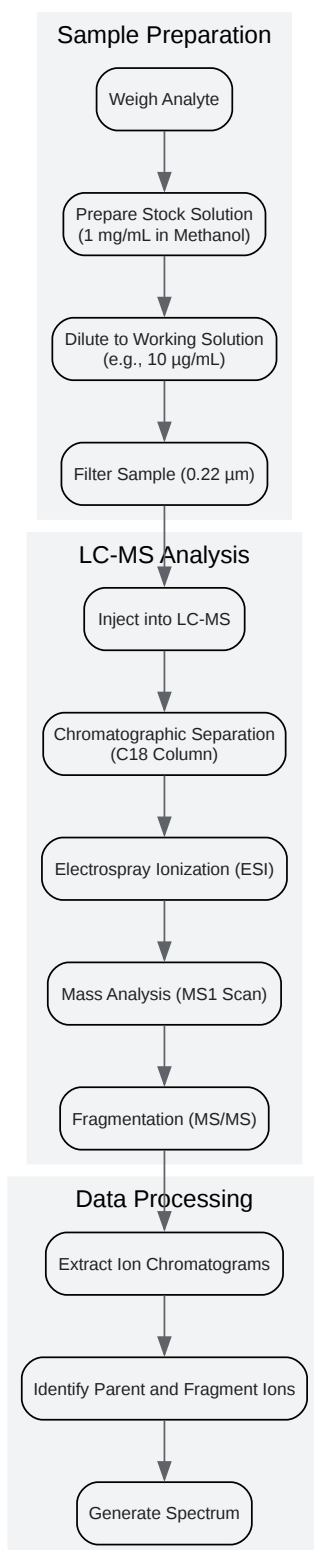 Sample Preparation
Weigh Analyte
Prepare Stock Solution
(1 mg/mL in Methanol)
Dilute to Working Solution
(e.g., 10 µg/mL)
Filter Sample (0.22 µm)
LC-MS Analysis
Inject into LC-MS
Chromatographic Separation
(C18 Column)
Electrospray Ionization (ESI)
Mass Analysis (MS1 Scan)
Fragmentation (MS/MS)
Data Processing
Extract Ion Chromatograms
Identify Parent and Fragment Ions
Generate Spectrum